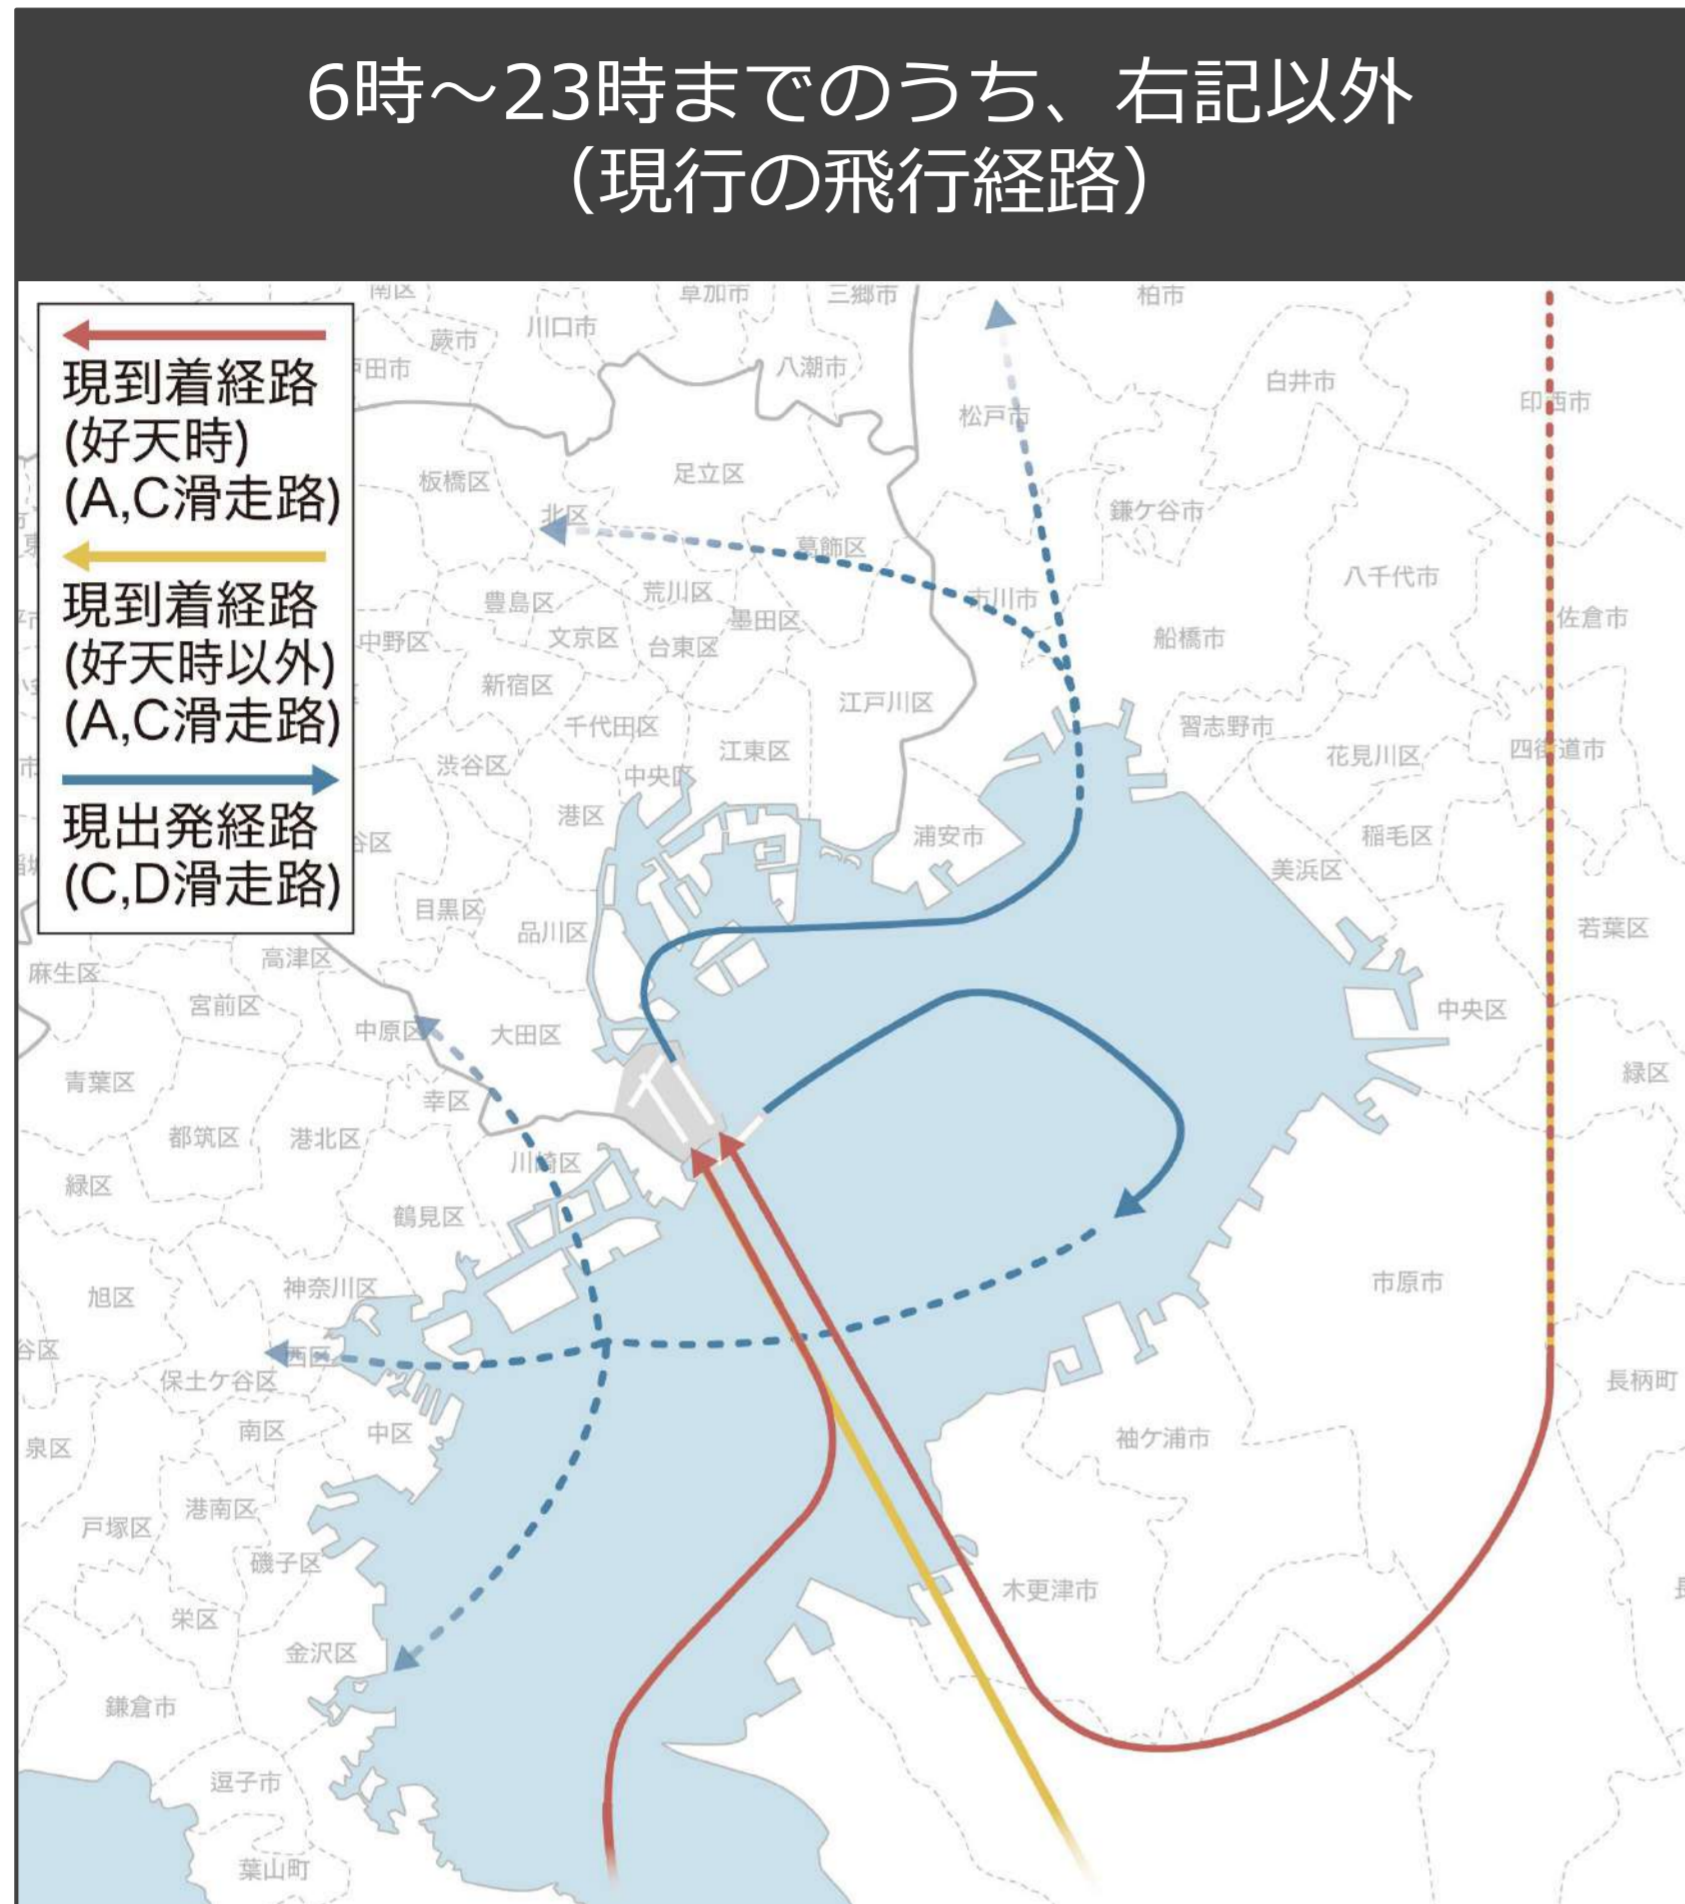 6時～23時までのうち、右記以外
（現行の飛行経路）
現到着経路
(好天時)
(A,C滑走路)
現到着経路
(好天時以外)
(A,C滑走路)
現出発経路
(C,D滑走路)
南区
草加市
三郷市
柏市
蕨市
川口市
戸田市
八潮市
白井市
印西市
松戸市
板橋区
足立区
北区
鎌ケ谷市
葛飾区
八千代市
豊島区
荒川区
市川市
墨田区
佐倉市
中野区
文京区
台東区
船橋市
新宿区
江戸川区
千代田区
習志野市
江東区
花見川区
四街道市
渋谷区
中央区
港区
浦安市
稲毛区
谷区
美浜区
目黒区
品川区
若葉区
高津区
麻生区
宮前区
中原区
大田区
中央区
青葉区
幸区
緑区
都筑区
港北区
川崎区
緑区
鶴見区
旭区
神奈川区
市原市
谷区
西区
保土ケ谷区
長柄町
泉区
南区
中区
袖ケ浦市
戸塚区
港南区
磯子区
木更津市
栄区
金沢区
鎌倉市
逗子市
葉山町